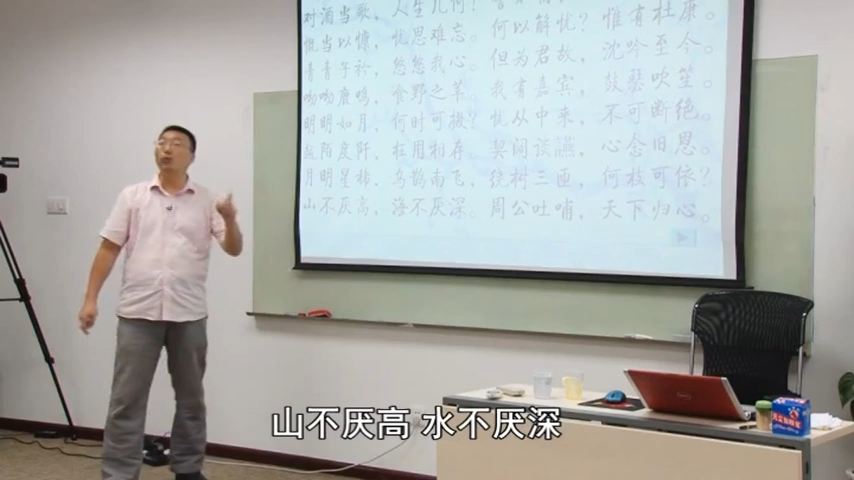 对酒当歌，人生几何？
慨当以慷，忧思难忘。何以解忧？惟有杜康。
青青子衿，悠悠我心。但为君故，沈吟至今。
呦呦鹿鸣，食野之苹。我有嘉宾，鼓瑟吹笙。
明明如月，何时可掇？忧从中来，不可断绝。
越陌度阡，枉用相存。契阔谈讌，心念旧恩。
月明星稀，乌鹊南飞，绕树三匝，何枝可依？
山不厌高，海不厌深。周公吐哺，天下归心。
山不厌高 水不厌深